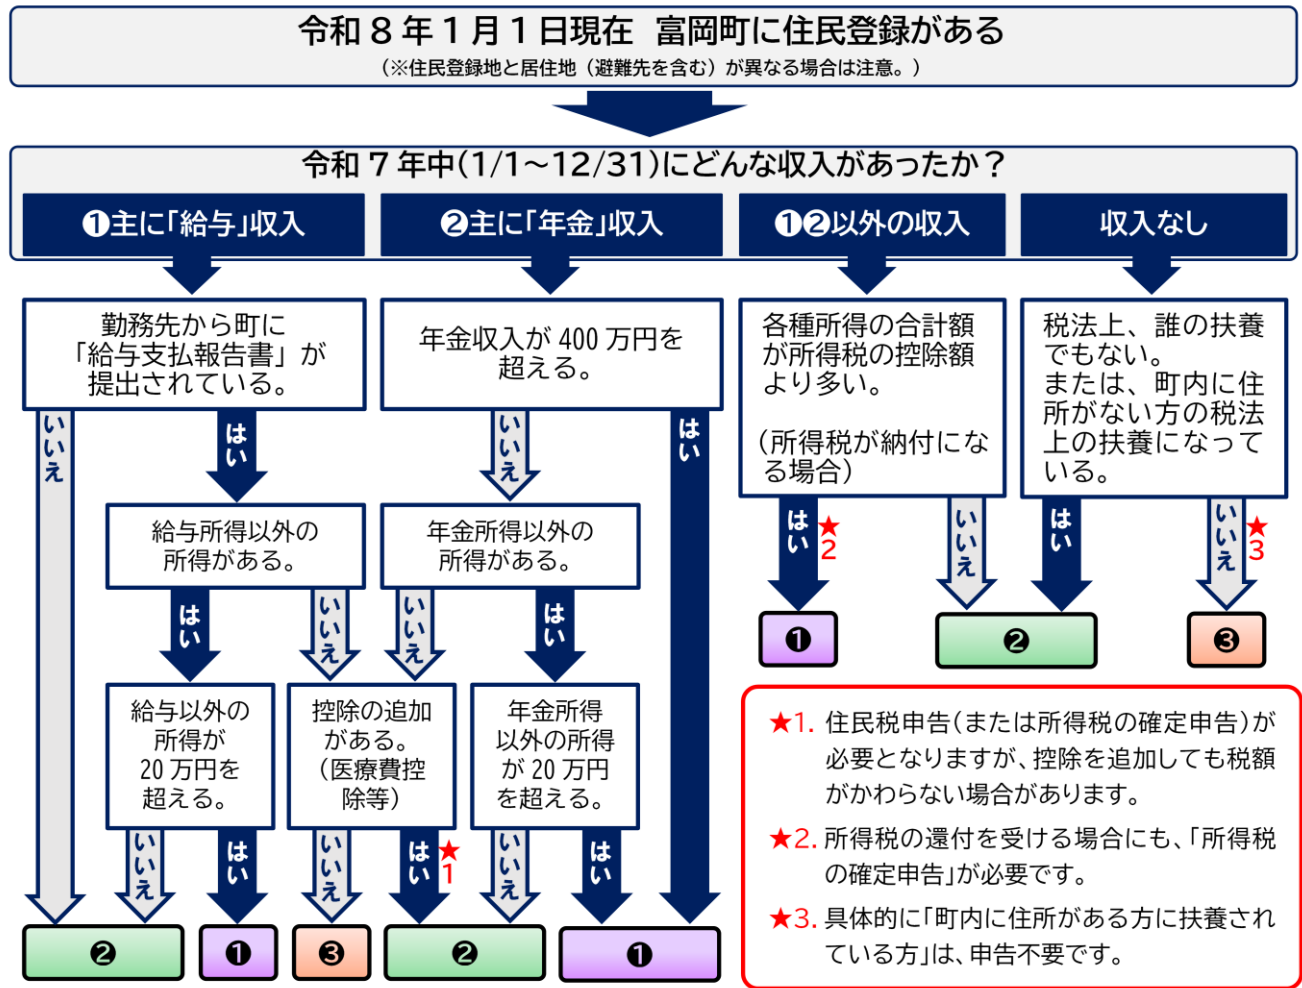 令和８年１月１日現在　富岡町に住民登録がある
（※住民登録地と居住地（避難先を含む）が異なる場合は注意。）
令和７年中(1/1～12/31)にどんな収入があったか？
❶主に「給与」収入
❷主に「年金」収入
❶❷以外の収入
収入なし
勤務先から町に
「給与支払報告書」が
提出されている。
年金収入が 400 万円を
超える。
各種所得の合計額
が所得税の控除額
より多い。
（所得税が納付にな
る場合）
税法上、誰の扶養
でもない。
または、町内に住
所がない方の税法
上の扶養になって
いる。
いいえ
はい
いいえ
はい
はい
★2
いいえ
はい
いいえ
★3
給与所得以外の
所得がある。
年金所得以外の
所得がある。
❶
❷
❸
はい
いいえ
いいえ
はい
給与以外の
所得が
20 万円を
超える。
控除の追加
がある。
（医療費控
除等）
年金所得
以外の所得
が 20 万円
を超える。
いいえ
はい
いいえ
はい
★1
いいえ
はい
❷
❶
❸
❷
❶
★1. 住民税申告(または所得税の確定申告)が
必要となりますが、控除を追加しても税額
がかわらない場合があります。
★2. 所得税の還付を受ける場合にも、「所得税
の確定申告」が必要です。
★3. 具体的に「町内に住所がある方に扶養され
ている方」は、申告不要です。